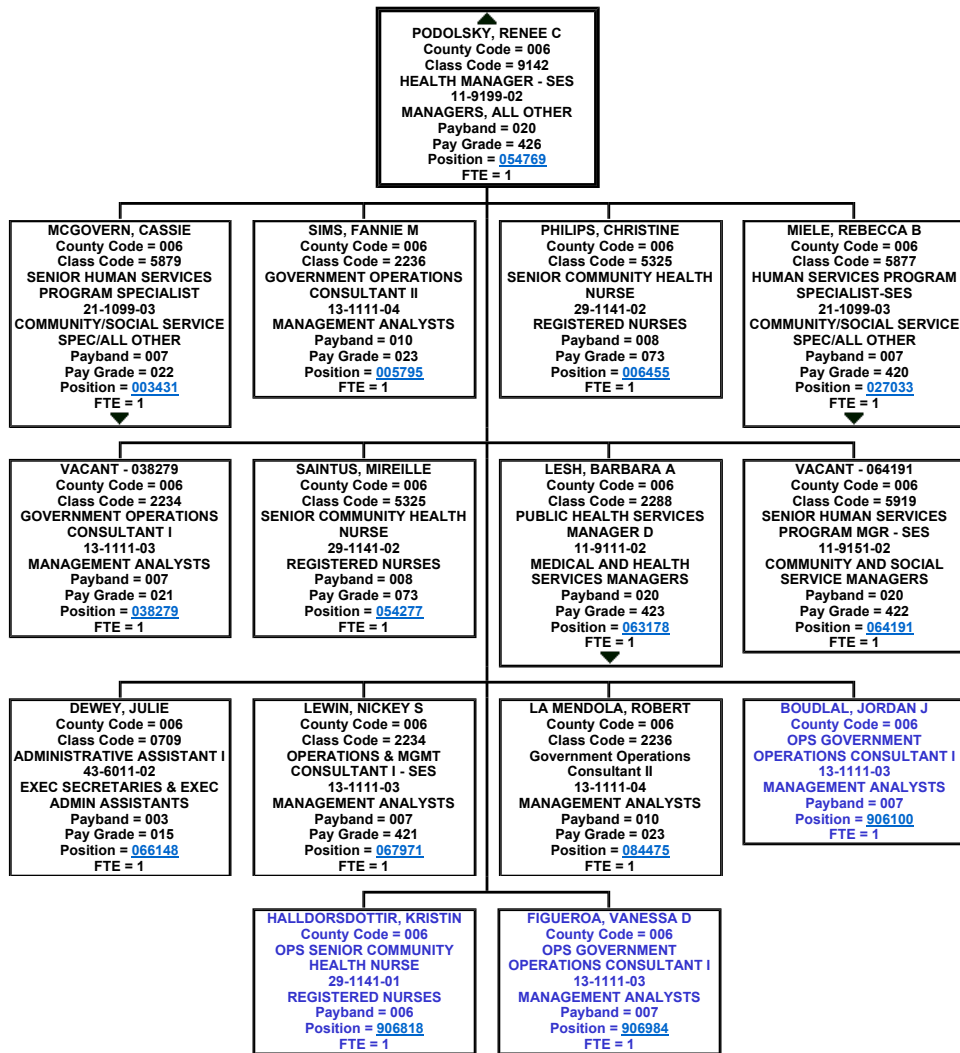 PODOLSKY, RENEE C
County Code = 006
Class Code = 9142
HEALTH MANAGER - SES
11-9199-02
MANAGERS, ALL OTHER
Payband = 020
Pay Grade = 426
Position = 054769
FTE = 1
MCGOVERN, CASSIE
County Code = 006
Class Code = 5879
SENIOR HUMAN SERVICES
PROGRAM SPECIALIST
21-1099-03
COMMUNITY/SOCIAL SERVICE
SPEC/ALL OTHER
Payband = 007
Pay Grade = 022
Position = 003431
FTE = 1
SIMS, FANNIE M
County Code = 006
Class Code = 2236
GOVERNMENT OPERATIONS
CONSULTANT II
13-1111-04
MANAGEMENT ANALYSTS
Payband = 010
Pay Grade = 023
Position = 005795
FTE = 1
PHILIPS, CHRISTINE
County Code = 006
Class Code = 5325
SENIOR COMMUNITY HEALTH
NURSE
29-1141-02
REGISTERED NURSES
Payband = 008
Pay Grade = 073
Position = 006455
FTE = 1
MIELE, REBECCA B
County Code = 006
Class Code = 5877
HUMAN SERVICES PROGRAM
SPECIALIST-SES
21-1099-03
COMMUNITY/SOCIAL SERVICE
SPEC/ALL OTHER
Payband = 007
Pay Grade = 420
Position = 027033
FTE = 1
VACANT - 038279
County Code = 006
Class Code = 2234
GOVERNMENT OPERATIONS
CONSULTANT I
13-1111-03
MANAGEMENT ANALYSTS
Payband = 007
Pay Grade = 021
Position = 038279
FTE = 1
SAINTUS, MIREILLE
County Code = 006
Class Code = 5325
SENIOR COMMUNITY HEALTH
NURSE
29-1141-02
REGISTERED NURSES
Payband = 008
Pay Grade = 073
Position = 054277
FTE = 1
LESH, BARBARA A
County Code = 006
Class Code = 2288
PUBLIC HEALTH SERVICES
MANAGER D
11-9111-02
MEDICAL AND HEALTH
SERVICES MANAGERS
Payband = 020
Pay Grade = 423
Position = 063178
FTE = 1
VACANT - 064191
County Code = 006
Class Code = 5919
SENIOR HUMAN SERVICES
PROGRAM MGR - SES
11-9151-02
COMMUNITY AND SOCIAL
SERVICE MANAGERS
Payband = 020
Pay Grade = 422
Position = 064191
FTE = 1
DEWEY, JULIE
County Code = 006
Class Code = 0709
ADMINISTRATIVE ASSISTANT I
43-6011-02
EXEC SECRETARIES & EXEC
ADMIN ASSISTANTS
Payband = 003
Pay Grade = 015
Position = 066148
FTE = 1
LEWIN, NICKEY S
County Code = 006
Class Code = 2234
OPERATIONS & MGMT
CONSULTANT I - SES
13-1111-03
MANAGEMENT ANALYSTS
Payband = 007
Pay Grade = 421
Position = 067971
FTE = 1
LA MENDOLA, ROBERT
County Code = 006
Class Code = 2236
Government Operations
Consultant II
13-1111-04
MANAGEMENT ANALYSTS
Payband = 010
Pay Grade = 023
Position = 084475
FTE = 1
BOUDLAL, JORDAN J
County Code = 006
OPS GOVERNMENT
OPERATIONS CONSULTANT I
13-1111-03
MANAGEMENT ANALYSTS
Payband = 007
Position = 906100
FTE = 1
HALLDORSDOTTIR, KRISTIN
County Code = 006
OPS SENIOR COMMUNITY
HEALTH NURSE
29-1141-01
REGISTERED NURSES
Payband = 006
Position = 906818
FTE = 1
FIGUEROA, VANESSA D
County Code = 006
OPS GOVERNMENT
OPERATIONS CONSULTANT I
13-1111-03
MANAGEMENT ANALYSTS
Payband = 007
Position = 906984
FTE = 1